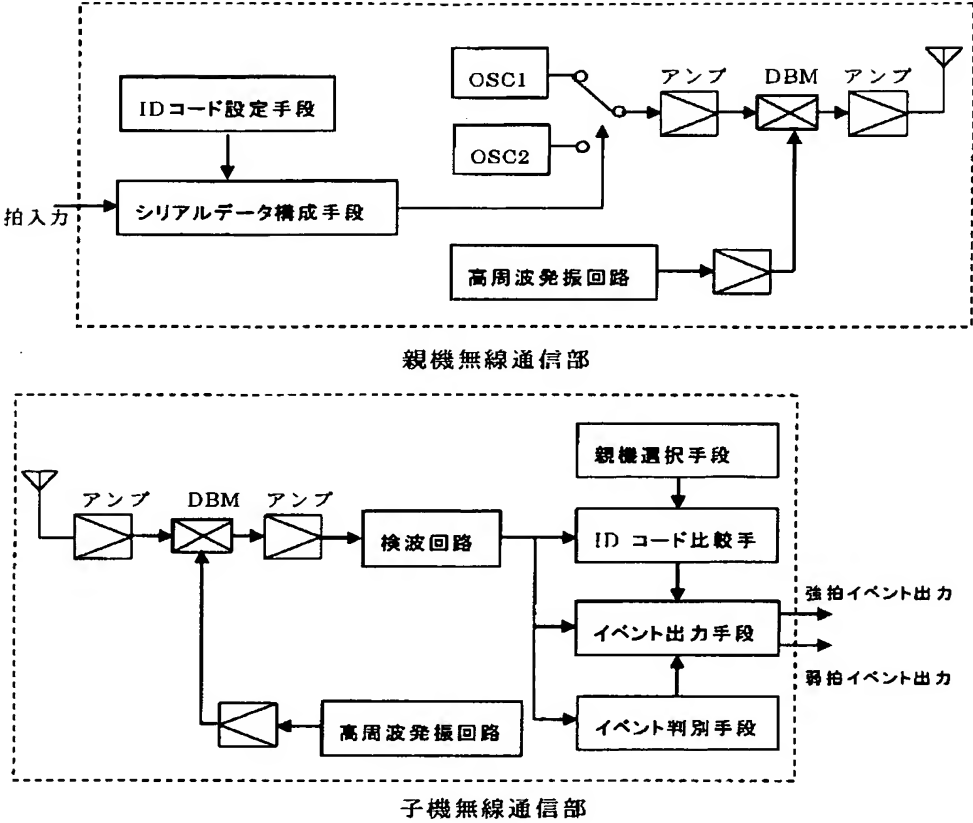 アンプ DBM アンプ
OSC1
IDコード設定手段
OSC2
拍入力
シリアルデータ構成手段
高周波発振回路
親機無線通信部
親機選択手段
アンプ DBM アンプ
検波回路
ID コード比較手
強拍イベント出力
イベント出力手段
弱拍イベント出力
高周波発振回路
イベント判別手段
子機無線通信部